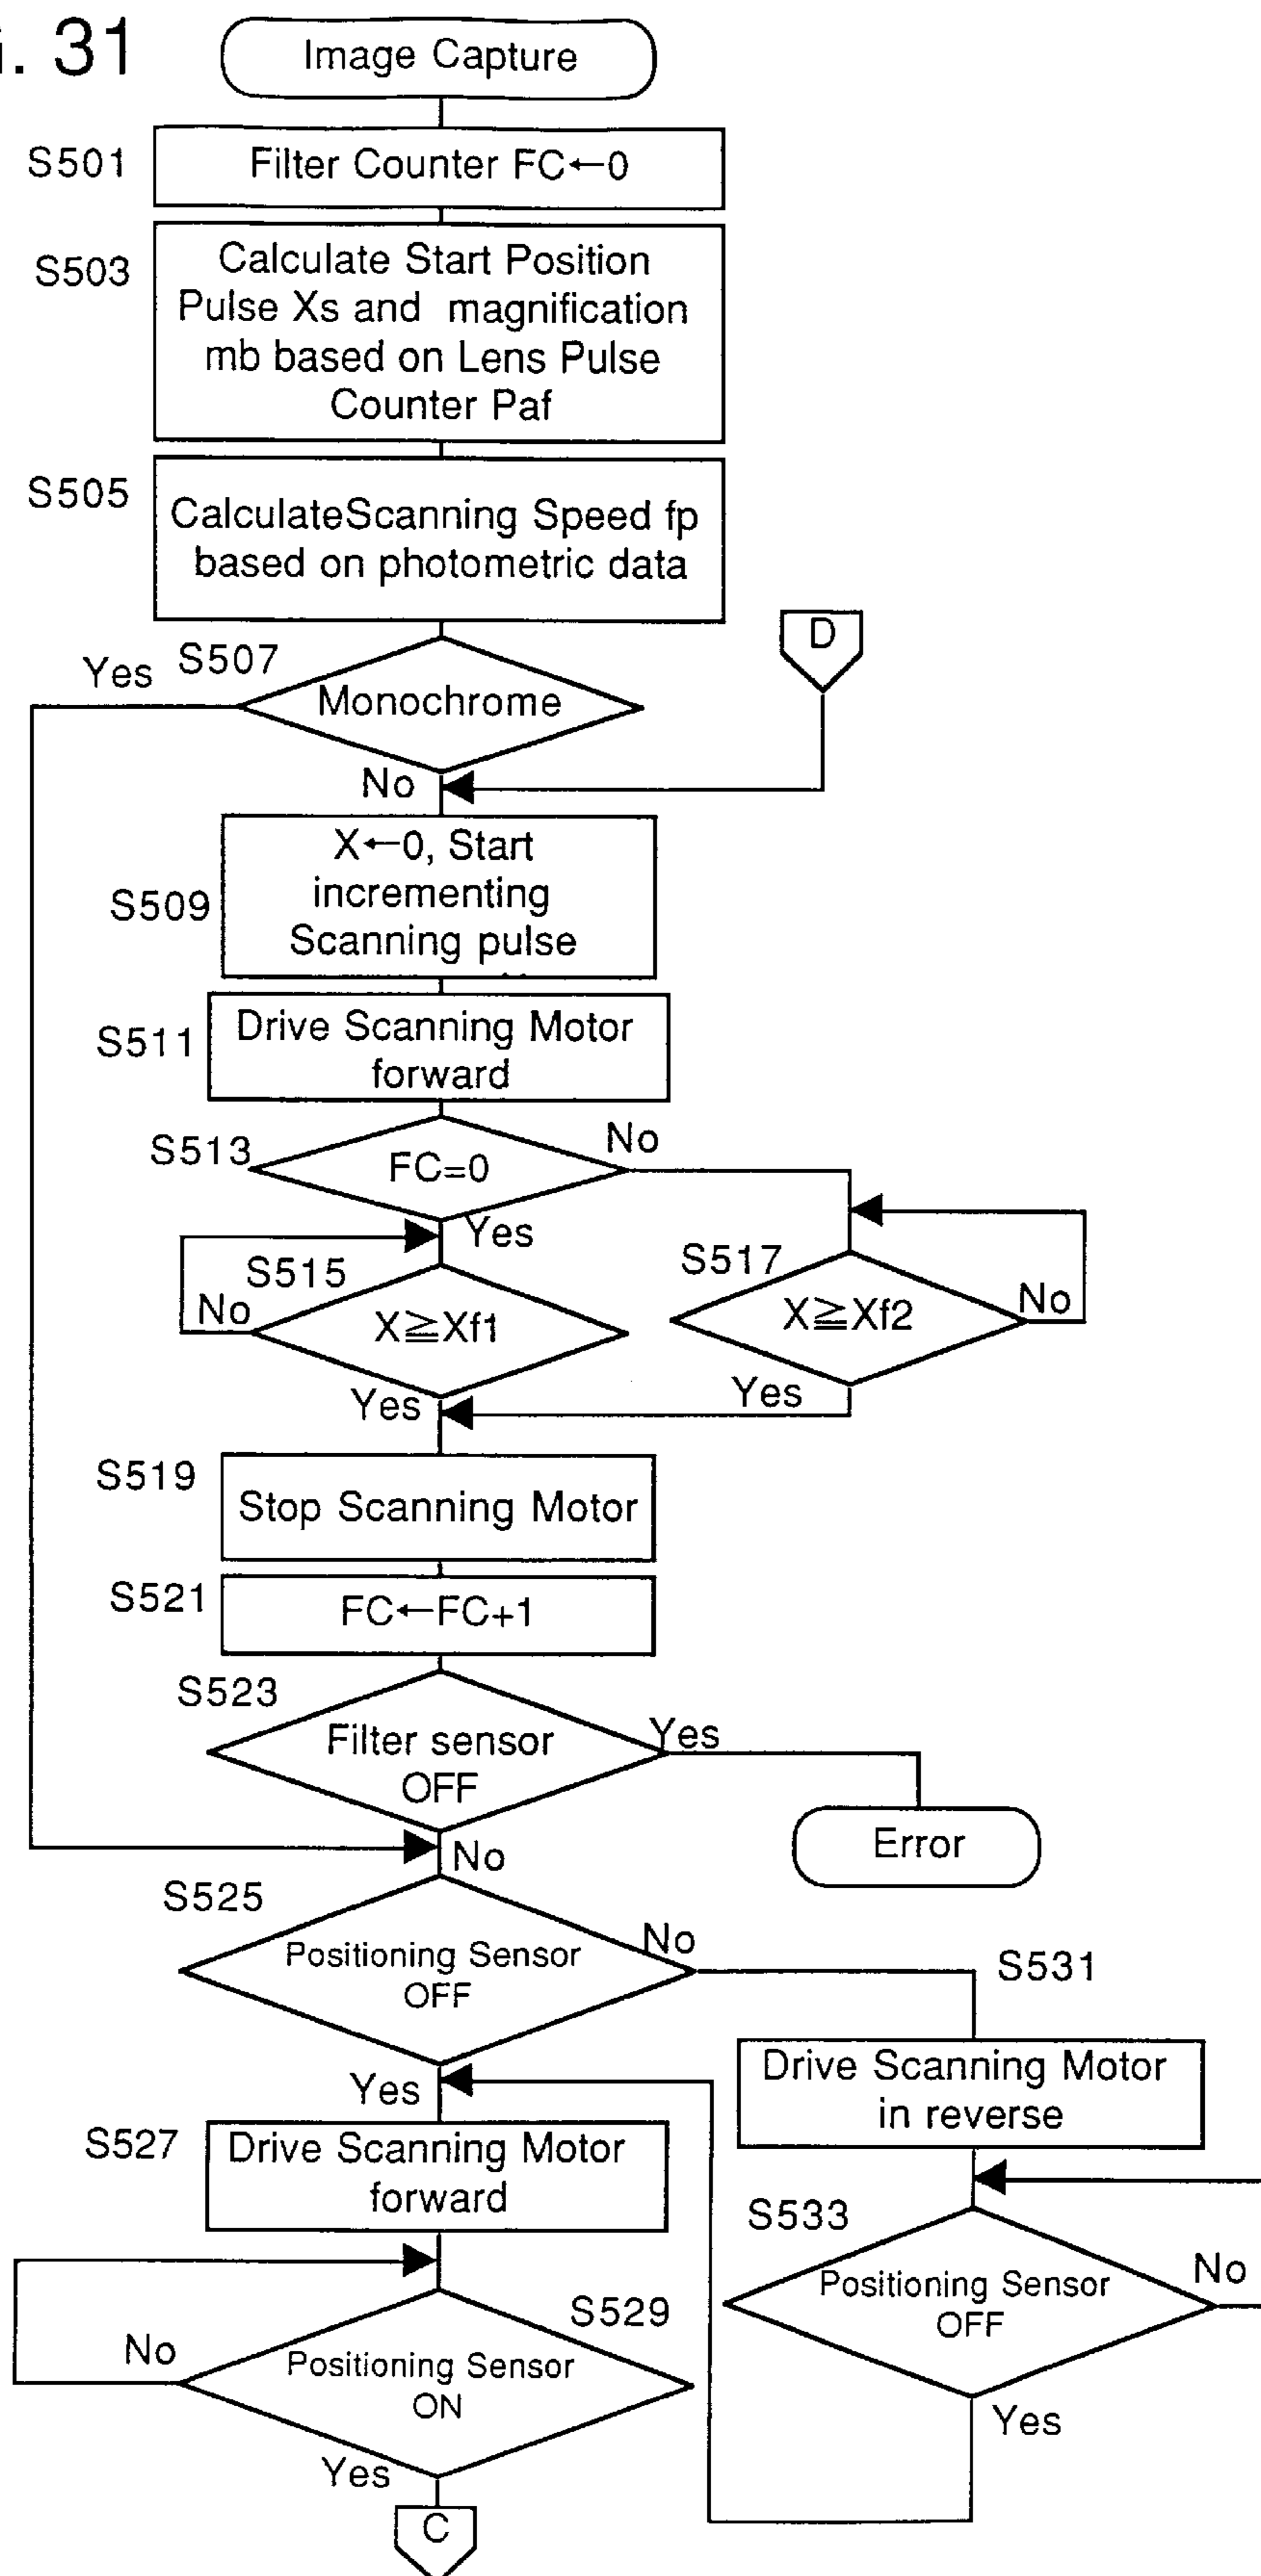 . 31
Image Capture
S501
Filter Counter FC←0
S503
Calculate Start Position
Pulse Xs and magnification
mb based on Lens Pulse
Counter Paf
S505
CalculateScanning Speed fp
based on photometric data
D
Yes
S507
Monochrome
No
S509
X←0, Start
incrementing
Scanning pulse
S511
Drive Scanning Motor
forward
S513
FC=0
No
Yes
S515
No
X≧Xf1
Yes
S517
X≧Xf2
No
Yes
S519
Stop Scanning Motor
S521
FC←FC+1
S523
Filter sensor
OFF
Yes
Error
No
S525
Positioning Sensor
OFF
No
S531
Yes
Drive Scanning Motor
in reverse
S527
Drive Scanning Motor
forward
S533
Positioning Sensor
OFF
No
Yes
S529
No
Positioning Sensor
ON
Yes
C